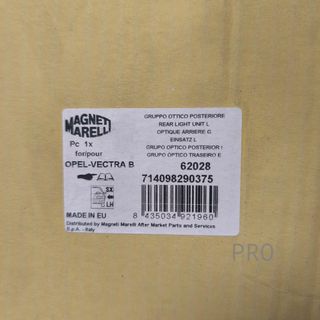 MAGNETI
MARELLI
Pc 1x
for/pour
OPEL-VECTRA B
GRUPPO OTTICO POSTERIORE
REAR LIGHT UNIT L
OPTIQUE ARRIERE G
EINSATZ L
GRUPO OPTICO POSTERIOR I
GRUPO OPTICO TRASEIRO E
62028
714098290375
SX
LH
MADE IN EU
8 435034 921960
Distributed by Magneti Marelli After Market Parts and Services
S.p.A. - Italy
PRO